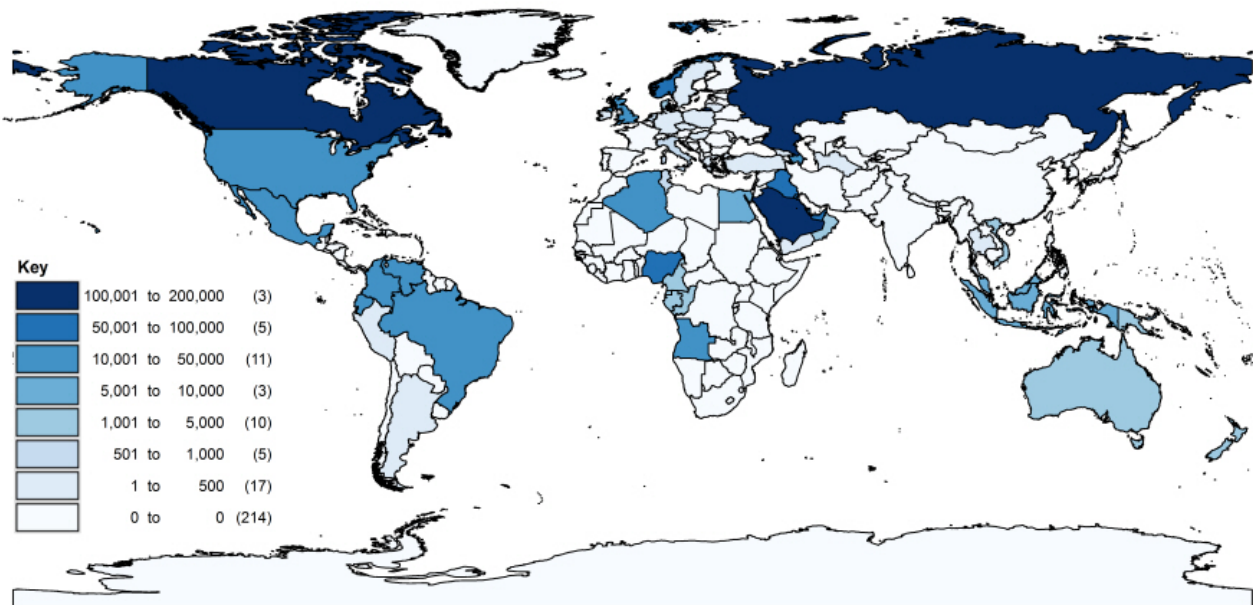 Key
100,001 to 200,000 (3)
50,001 to 100,000 (5)
10,001 to 50,000 (11)
5,001 to 10,000 (3)
1,001 to 5,000 (10)
501 to 1,000 (5)
1 to 500 (17)
0 to 0 (214)